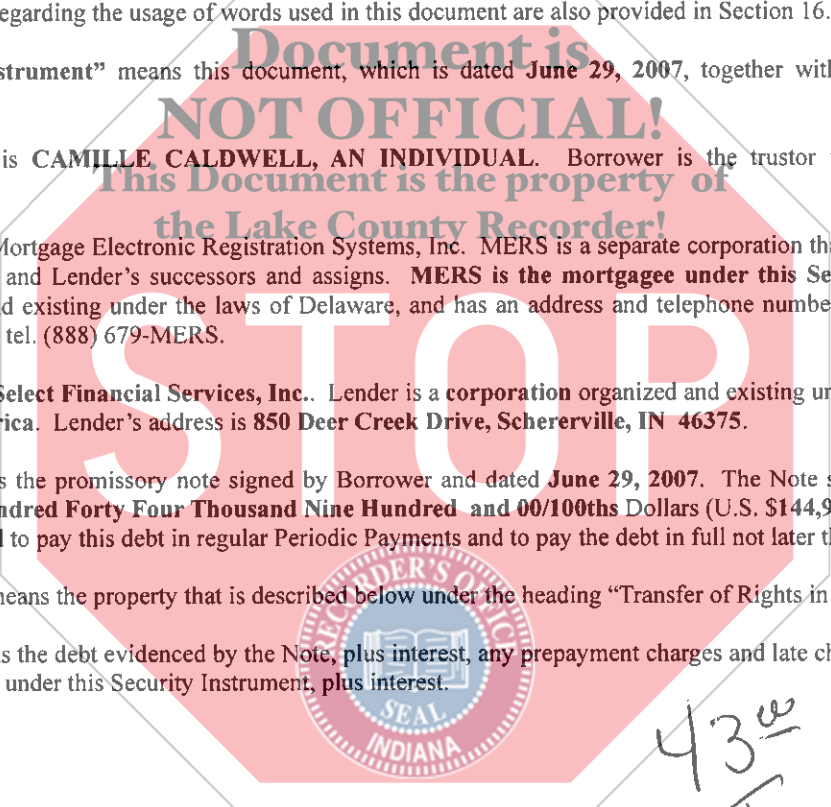 egarding the usage of words used in this document are also provided in Section 16.
Document is
strument” means this document, which is dated June 29, 2007, together with
NOT OFFICIAL!
is CAMILLE CALDWELL, AN INDIVIDUAL. Borrower is the trustor
This Document is the property of
the Lake County Recorder!
Mortgage Electronic Registration Systems, Inc. MERS is a separate corporation tha
and Lender’s successors and assigns. MERS is the mortgagee under this Se
d existing under the laws of Delaware, and has an address and telephone numbe
tel. (888) 679-MERS.
STOP
Select Financial Services, Inc.. Lender is a corporation organized and existing un
rica. Lender’s address is 850 Deer Creek Drive, Schererville, IN 46375.
s the promissory note signed by Borrower and dated June 29, 2007. The Note s
ndred Forty Four Thousand Nine Hundred and 00/100ths Dollars (U.S. $144,9
d to pay this debt in regular Periodic Payments and to pay the debt in full not later th
means the property that is described below under the heading “Transfer of Rights in
s the debt evidenced by the Note, plus interest, any prepayment charges and late ch
under this Security Instrument, plus interest.
RECORDER'S OFFICE
SEAL
INDIANA
43